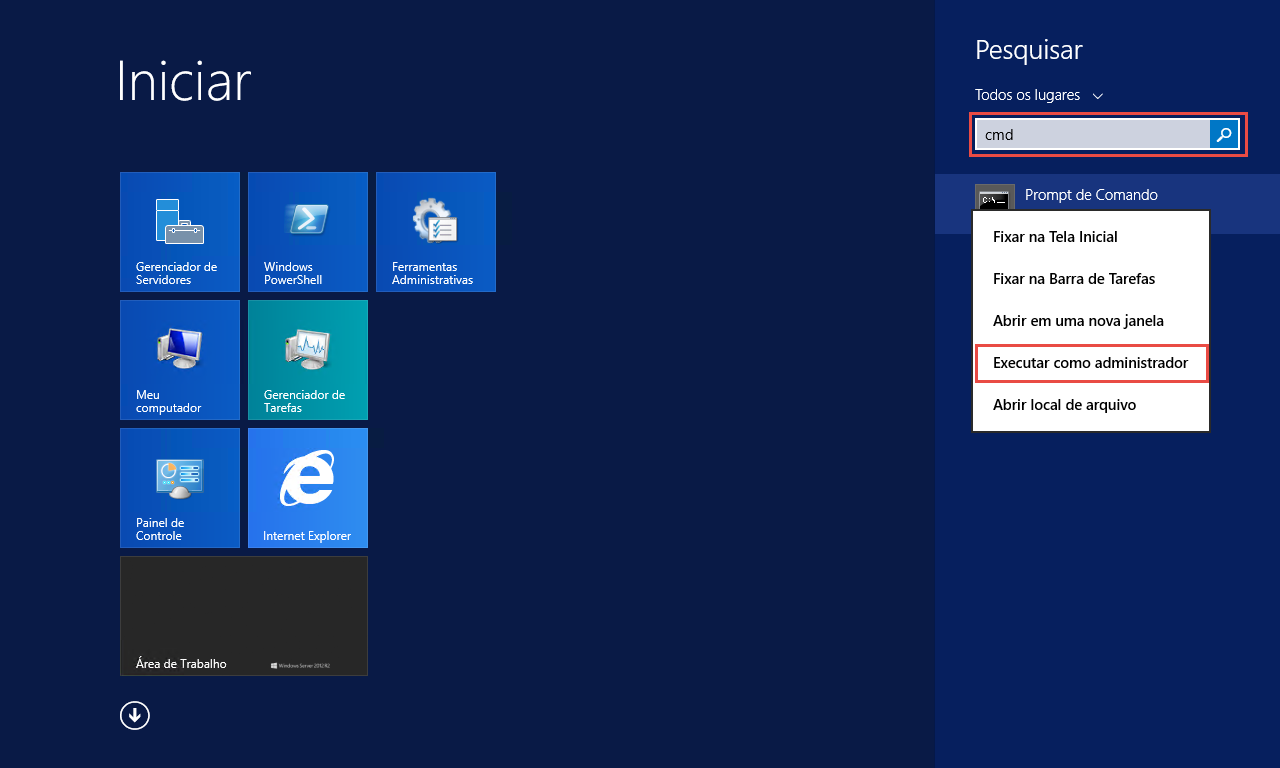 Iniciar
Gerenciador de
Servidores
Windows
PowerShell
Ferramentas
Administrativas
Meu
computador
Gerenciador de
Tarefas
Painel de
Controle
Internet Explorer
Área de Trabalho
Windows Server 2012 R2
Pesquisar
Todos os lugares
cmd
C:\_
Prompt de Comando
Fixar na Tela Inicial
Fixar na Barra de Tarefas
Abrir em uma nova janela
Executar como administrador
Abrir local de arquivo